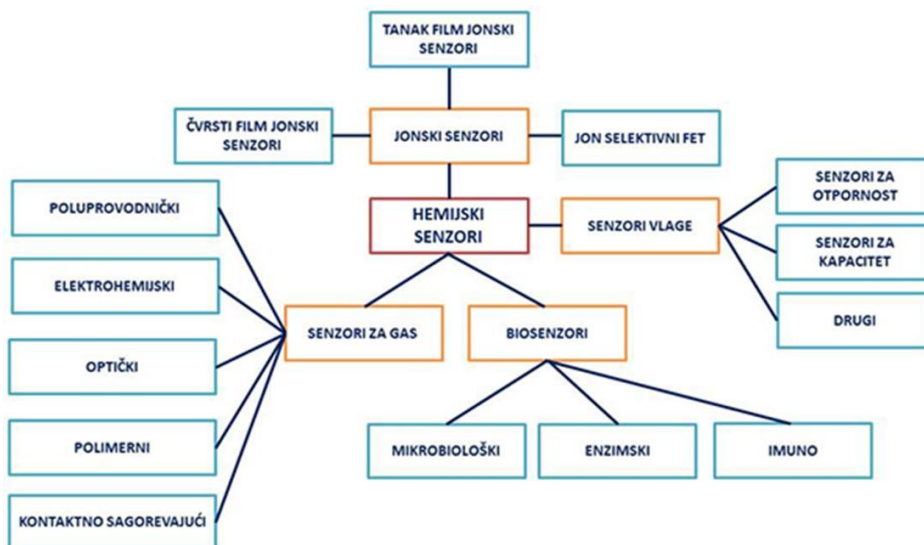 TANAK FILM JONSKI
SENZORI
ČVRSTI FILM JONSKI
SENZORI
JONSKI SENZORI
JON SELEKTIVNI FET
POLUPROVODNIČKI
HEMIJSKI
SENZORI
SENZORI VLAGE
SENZORI ZA
OTPORNOST
SENZORI ZA
KAPACITET
DRUGI
ELEKTROHEMIJSKI
SENZORI ZA GAS
BIOSENZORI
OPTIČKI
POLIMERNI
KONTAKTNO SAGOREVAJUĆI
MIKROBIOLOŠKI
ENZIMSKI
IMUNO